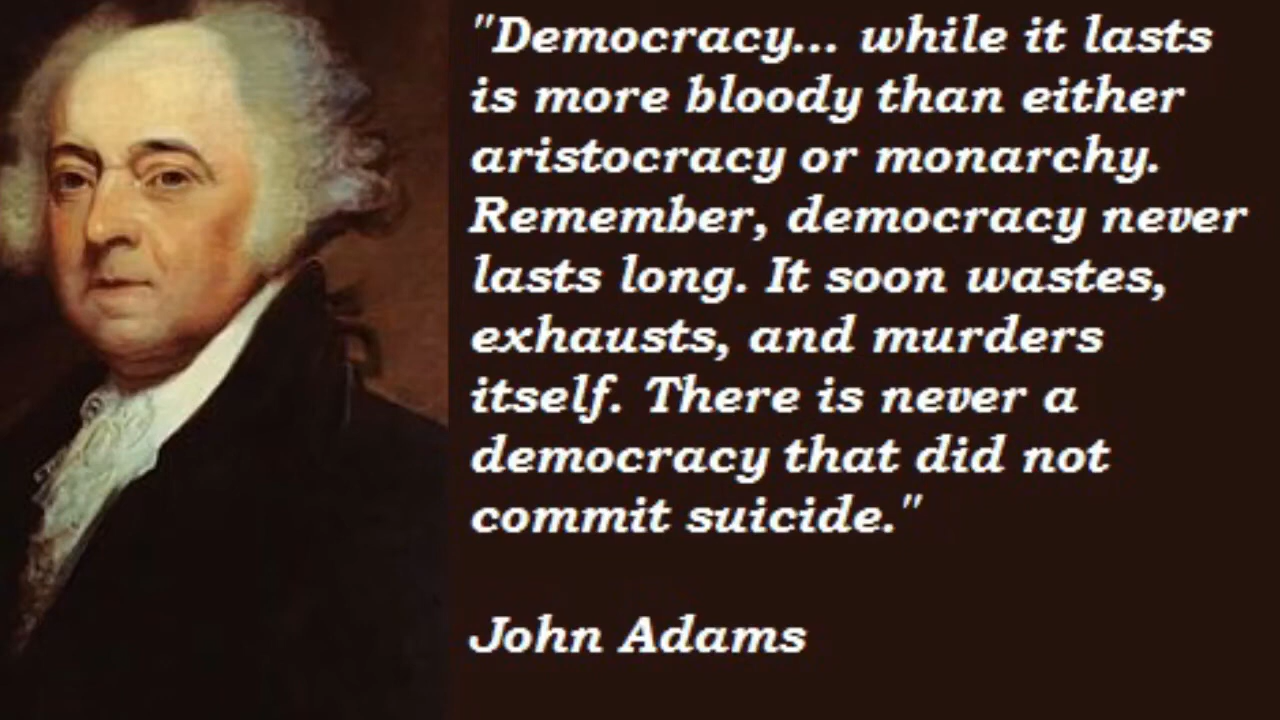 "Democracy... while it lasts
is more bloody than either
aristocracy or monarchy.
Remember, democracy never
lasts long. It soon wastes,
exhausts, and murders
itself. There is never a
democracy that did not
commit suicide."
John Adams